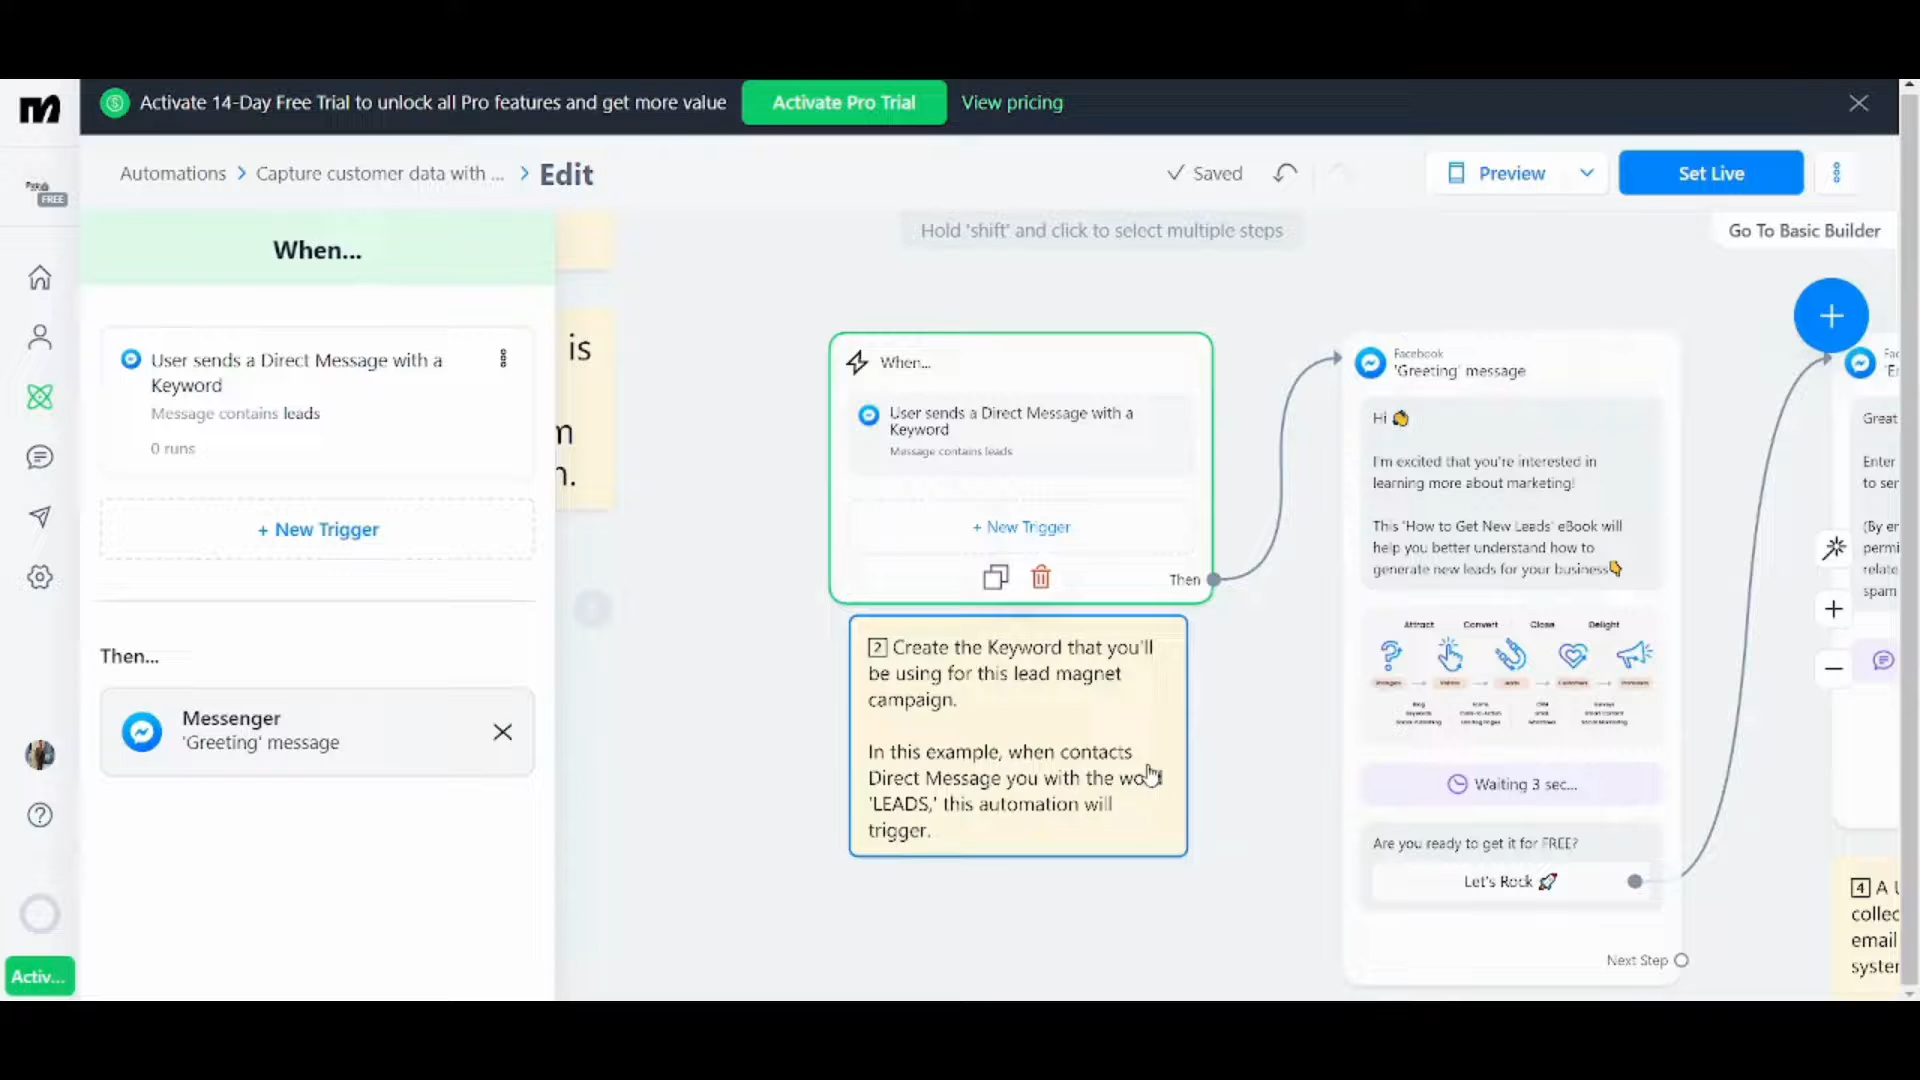 Activate 14-Day Free Trial to unlock all Pro features and get more value
Activate Pro Trial
View pricing
FREE
Automations
Capture customer data with ...
Edit
Saved
Preview
Set Live
When...
Hold 'shift' and click to select multiple steps
Go To Basic Builder
User sends a Direct Message with a
Keyword
Message contains leads
0 runs
+ New Trigger
Then...
Messenger
'Greeting' message
Activ...
is
When...
User sends a Direct Message with a
Keyword
Message contains leads
+ New Trigger
Then
2 Create the Keyword that you'll
be using for this lead magnet
campaign.
In this example, when contacts
Direct Message you with the
'LEADS,' this automation will
trigger.
Facebook
'Greeting' message
Hi
I'm excited that you're interested in
learning more about marketing!
This 'How to Get New Leads' eBook will
help you better understand how to
generate new leads for your business
Attract Convert Close Delight
Waiting 3 sec...
Are you ready to get it for FREE?
Let's Rock
Next Step
Great
Enter
to
(By
4 A
email